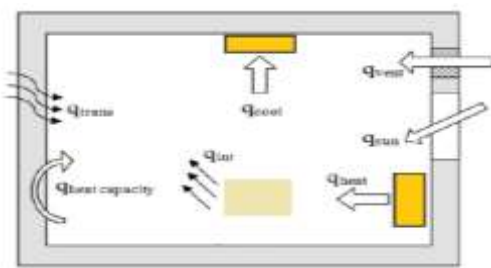 qvent
qtrans
qcool
qsun
qint
qheat
qheat capacity